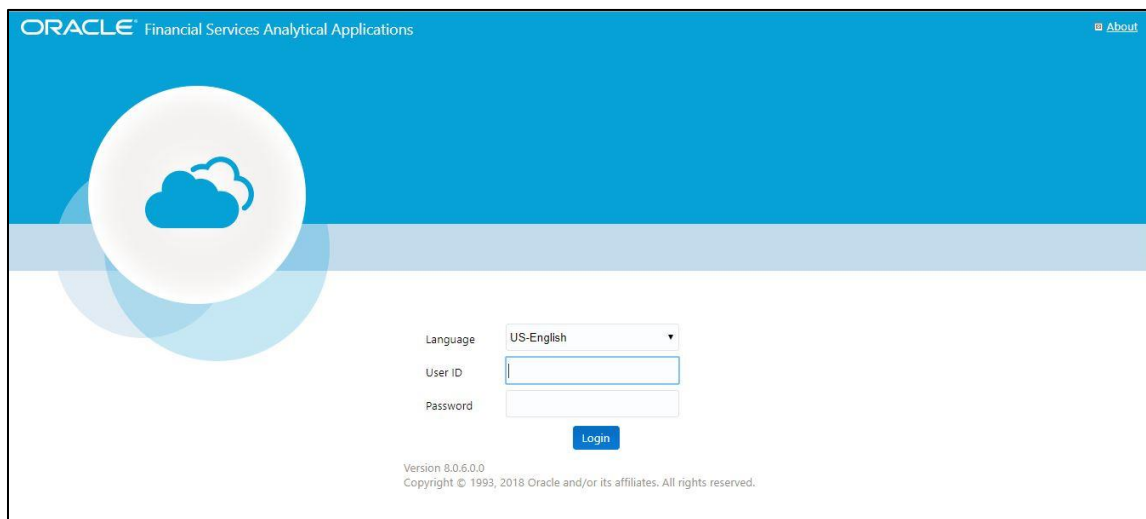 ORACLE® Financial Services Analytical Applications
About
Language US-English
User ID
Password
Login
Version 8.0.6.0.0
Copyright © 1993, 2018 Oracle and/or its affiliates. All rights reserved.